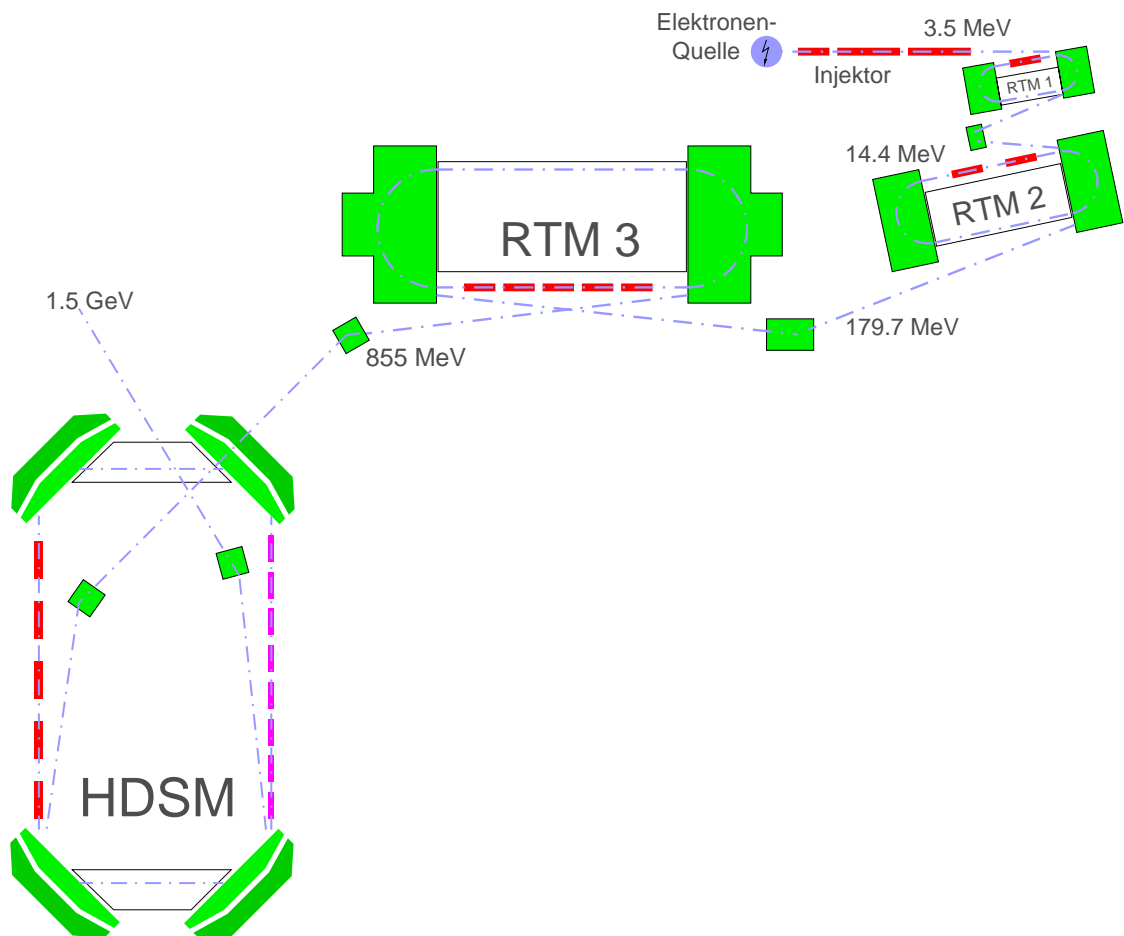 Elektronen-
Quelle
3.5 MeV
Injektor
RTM 1
14.4 MeV
RTM 2
RTM 3
1.5 GeV
179.7 MeV
855 MeV
HDSM